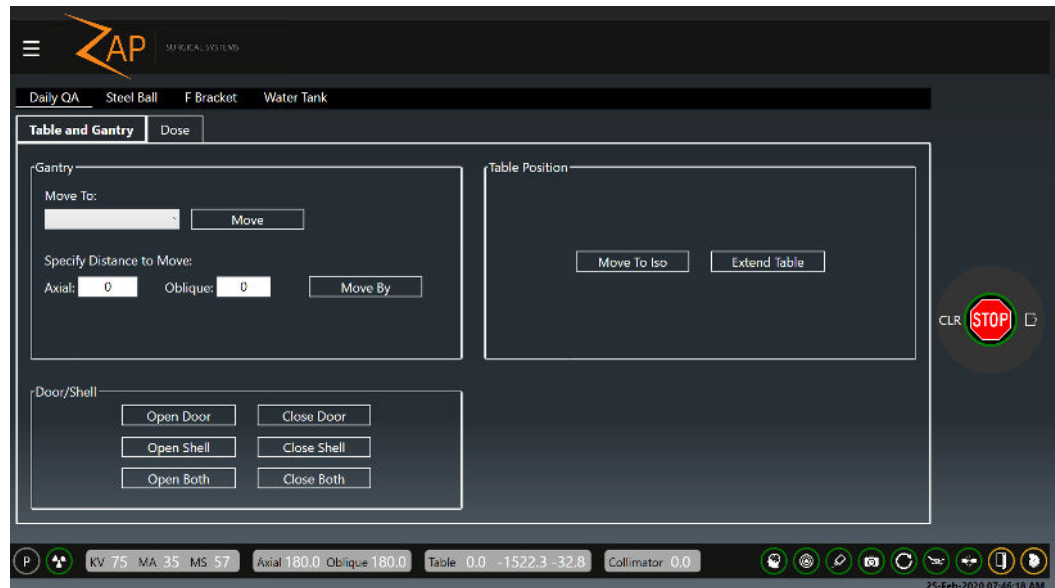 ZAP SURGICAL SYSTEMS
Daily QA Steel Ball F Bracket Water Tank
Table and Gantry Dose
Gantry
Move To:
Move
Specify Distance to Move:
Axial: 0 Oblique: 0 Move By
Table Position
Move To Iso Extend Table
CLR STOP
Door/Shell
Open Door Close Door
Open Shell Close Shell
Open Both Close Both
P KV 75 MA 35 MS 57 Axial 180.0 Oblique 180.0 Table 0.0 -1522.3 -32.8 Collimator 0.0
25-Feb-2020 07:46:18 AM